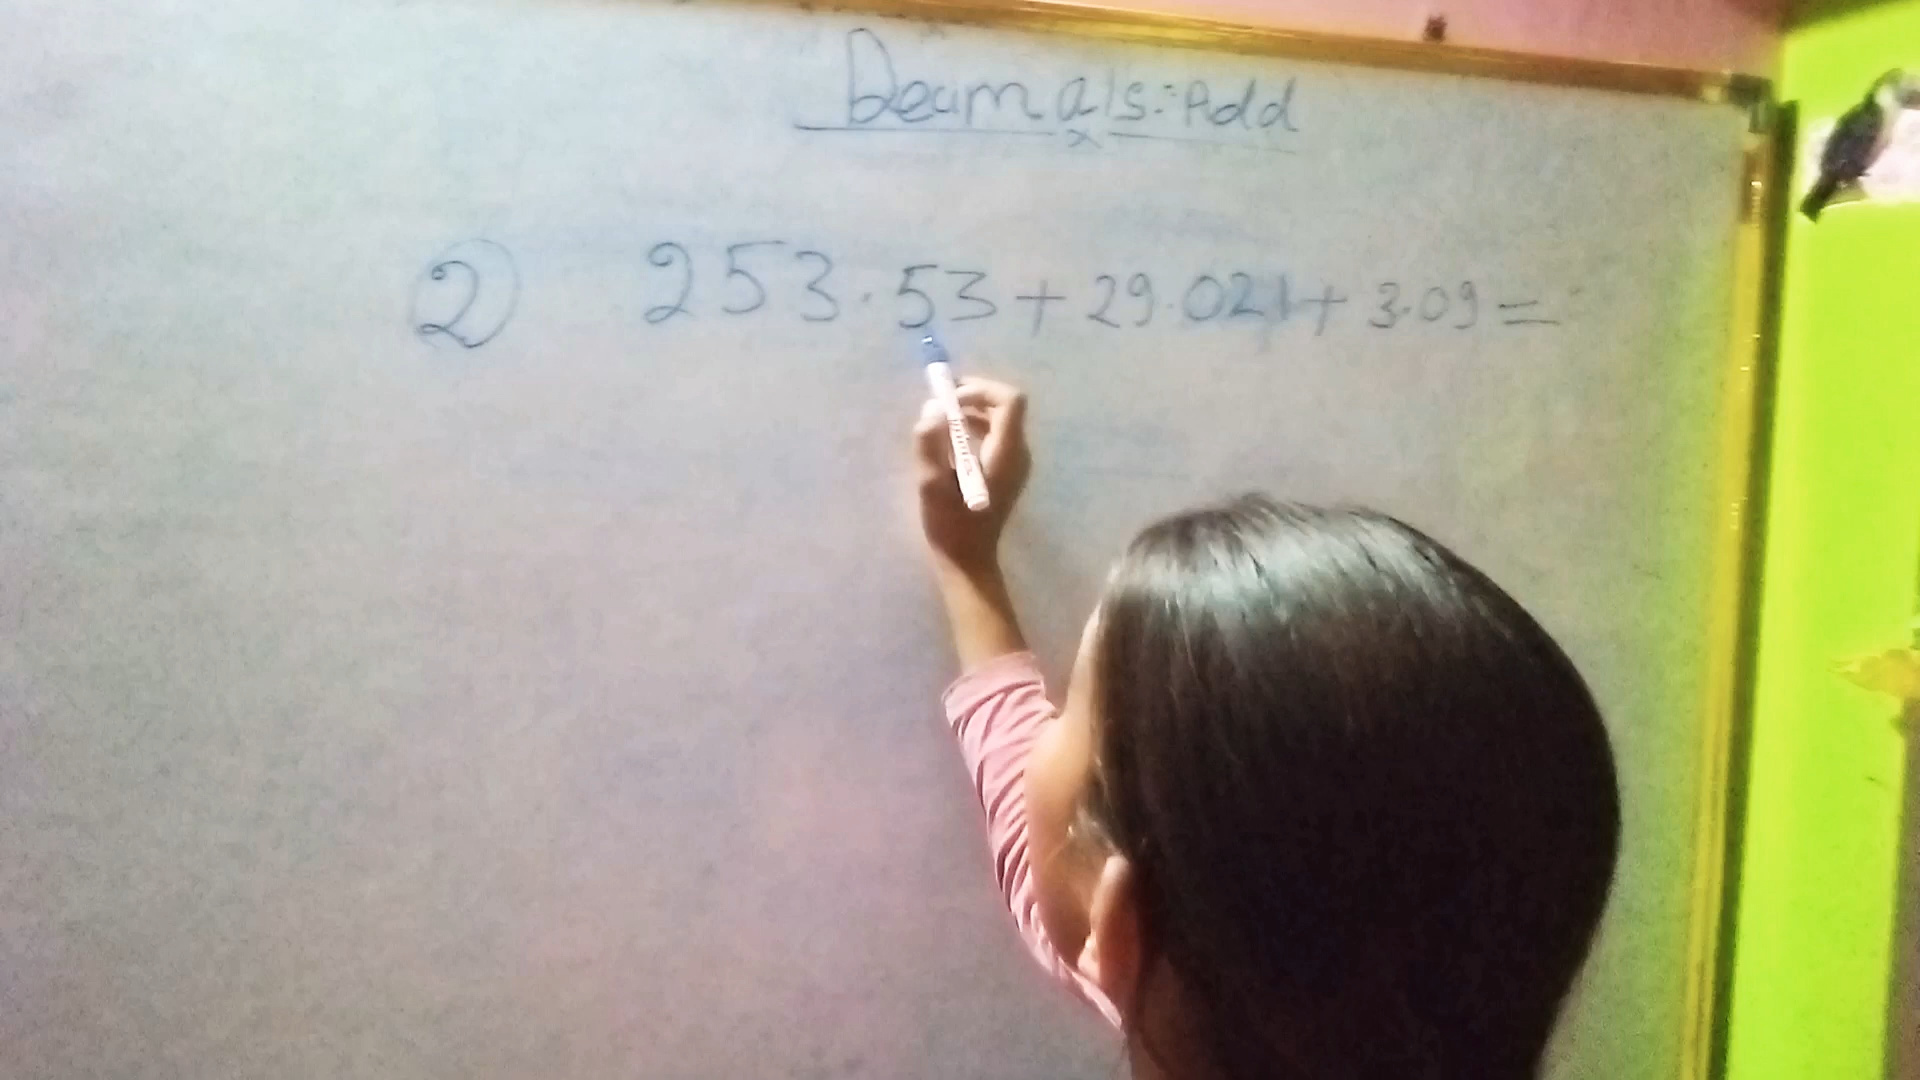 Decimals:- Add
2) 253.53 + 29.021 + 3.09 =